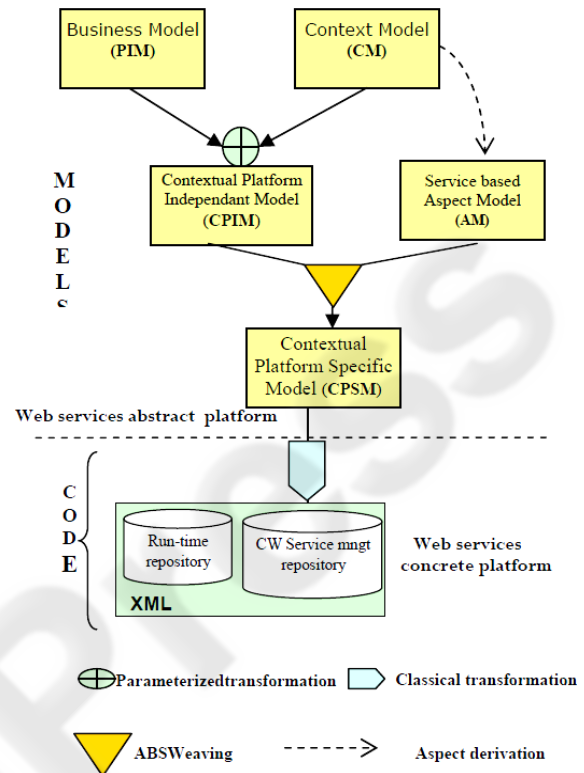 Business Model
(PIM)
Context Model
(CM)
Contextual Platform
Independant Model
(CPIM)
Service based
Aspect Model
(AM)
M
O
D
E
L
S
Contextual
Platform Specific
Model (CPSM)
Web services abstract platform
C
O
D
E
Run-time
repository
CW Service mngt
repository
XML
Web services
concrete platform
Parameterizedtransformation
Classical transformation
ABSWeaving
Aspect derivation
Press